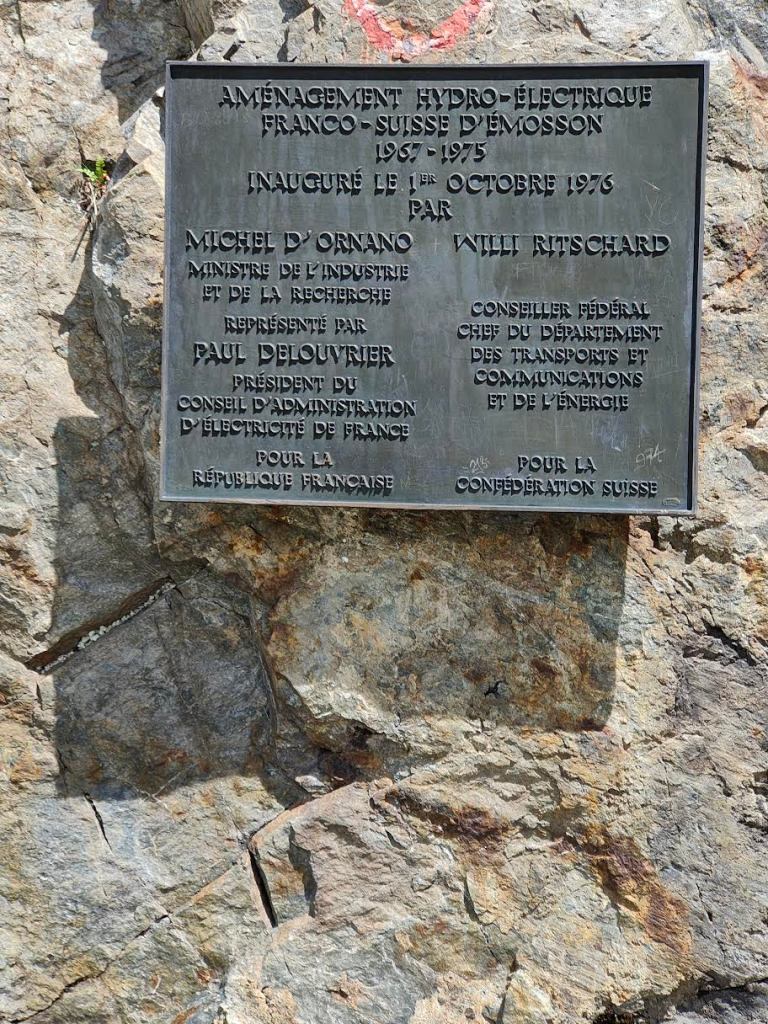 AMÉNAGEMENT HYDRO-ÉLECTRIQUE
FRANCO-SUISSE D'ÉMOSSON
1967-1975
INAUGURÉ LE 1ER OCTOBRE 1976
PAR
MICHEL D'ORNANO
MINISTRE DE L'INDUSTRIE
ET DE LA RECHERCHE
REPRÉSENTÉ PAR
PAUL DELOUVRIER
PRÉSIDENT DU
CONSEIL D'ADMINISTRATION
D'ÉLECTRICITÉ DE FRANCE
POUR LA
RÉPUBLIQUE FRANÇAISE
WILLI RITSCHARD
CONSEILLER FÉDÉRAL
CHEF DU DÉPARTEMENT
DES TRANSPORTS ET
COMMUNICATIONS
ET DE L'ÉNERGIE
POUR LA
CONFÉDÉRATION SUISSE